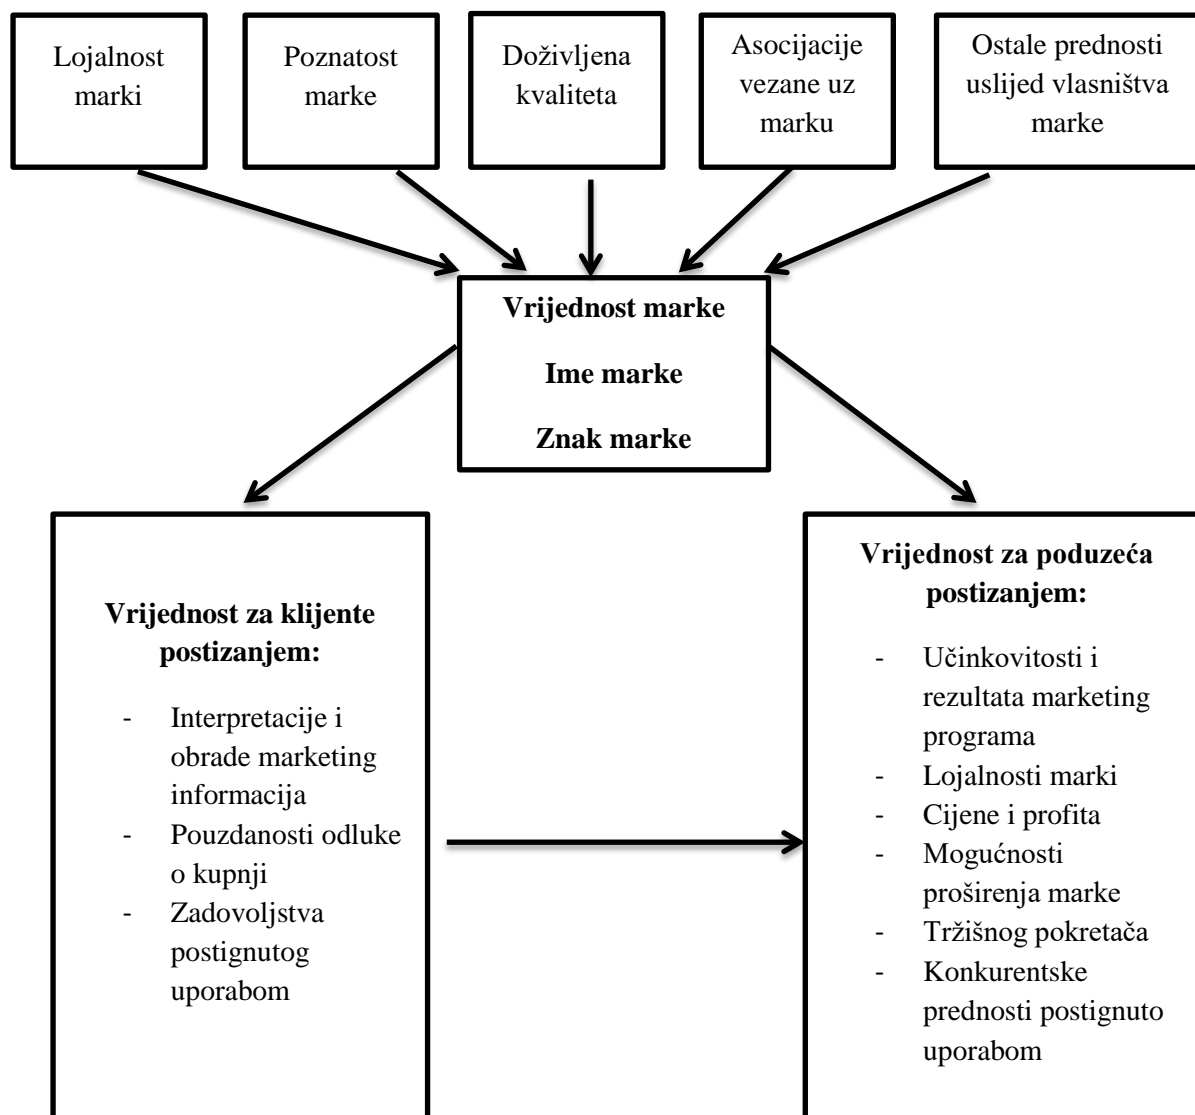 Lojalnost
marki
Poznatost
marke
Doživljena
kvaliteta
Asocijacije
vezane uz
marku
Ostale prednosti
uslijed vlasništva
marke
Vrijednost marke
Ime marke
Znak marke
Vrijednost za klijente
postizanjem:
- Interpretacije i
obrade marketing
informacija
- Pouzdanosti odluke
o kupnji
- Zadovoljstva
postignutog
uporabom
Vrijednost za poduzeća
postizanjem:
- Učinkovitosti i
rezultata marketing
programa
- Lojalnosti marki
- Cijene i profita
- Mogućnosti
proširenja marke
- Tržišnog pokretača
- Konkurentske
prednosti postignuto
uporabom